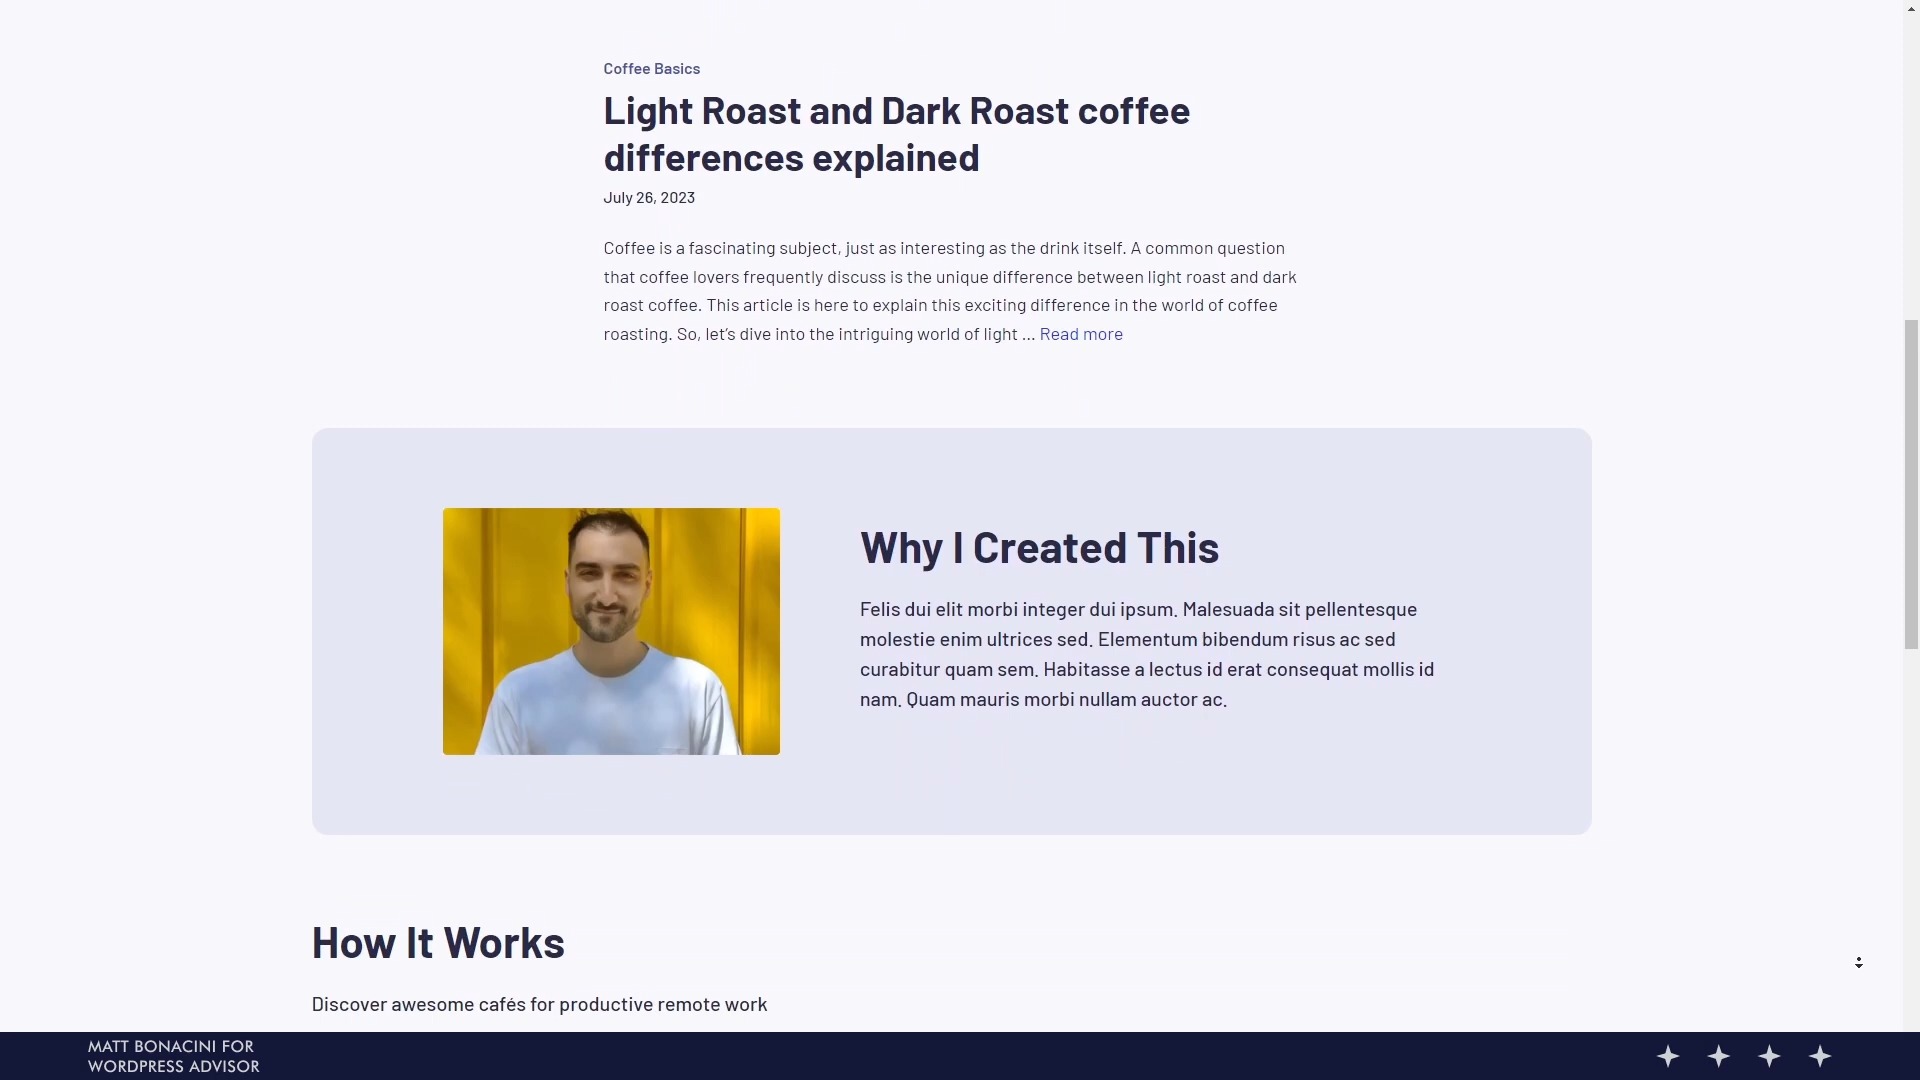 Coffee Basics
Light Roast and Dark Roast coffee
differences explained
July 26, 2023
Coffee is a fascinating subject, just as interesting as the drink itself. A common question
that coffee lovers frequently discuss is the unique difference between light roast and dark
roast coffee. This article is here to explain this exciting difference in the world of coffee
roasting. So, let’s dive into the intriguing world of light ... Read more
Why I Created This
Felis dui elit morbi integer dui ipsum. Malesuada sit pellentesque
molestie enim ultrices sed. Elementum bibendum risus ac sed
curabitur quam sem. Habitasse a lectus id erat consequat mollis id
nam. Quam mauris morbi nullam auctor ac.
How It Works
Discover awesome cafés for productive remote work
MATT BONACINI FOR
WORDPRESS ADVISOR